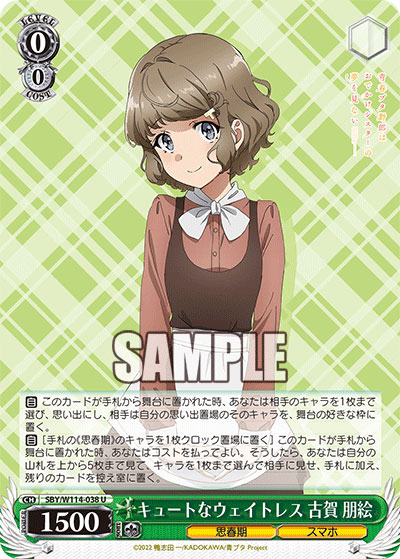 LEVEL
0
0
COST
青春ブタ野郎は
おでかけシスターの
夢を見ない
SAMPLE
自 このカードが手札から舞台に置かれた時、あなたは相手のキャラを1枚まで
選び、思い出にし、相手は自分の思い出置場のそのキャラを、舞台の好きな枠に
置く。
自 [手札の《思春期》のキャラを1枚クロック置場に置く] このカードが手札から
舞台に置かれた時、あなたはコストを払ってよい。そうしたら、あなたは自分の
山札を上から5枚まで見て、キャラを1枚まで選んで相手に見せ、手札に加え、
残りのカードを控え室に置く。
CH SBY/W114-038 U
キュートなウェイトレス 古賀 朋絵
1500
思春期
スマホ
©2022 鴨志田 一/KADOKAWA/青ブタ Project